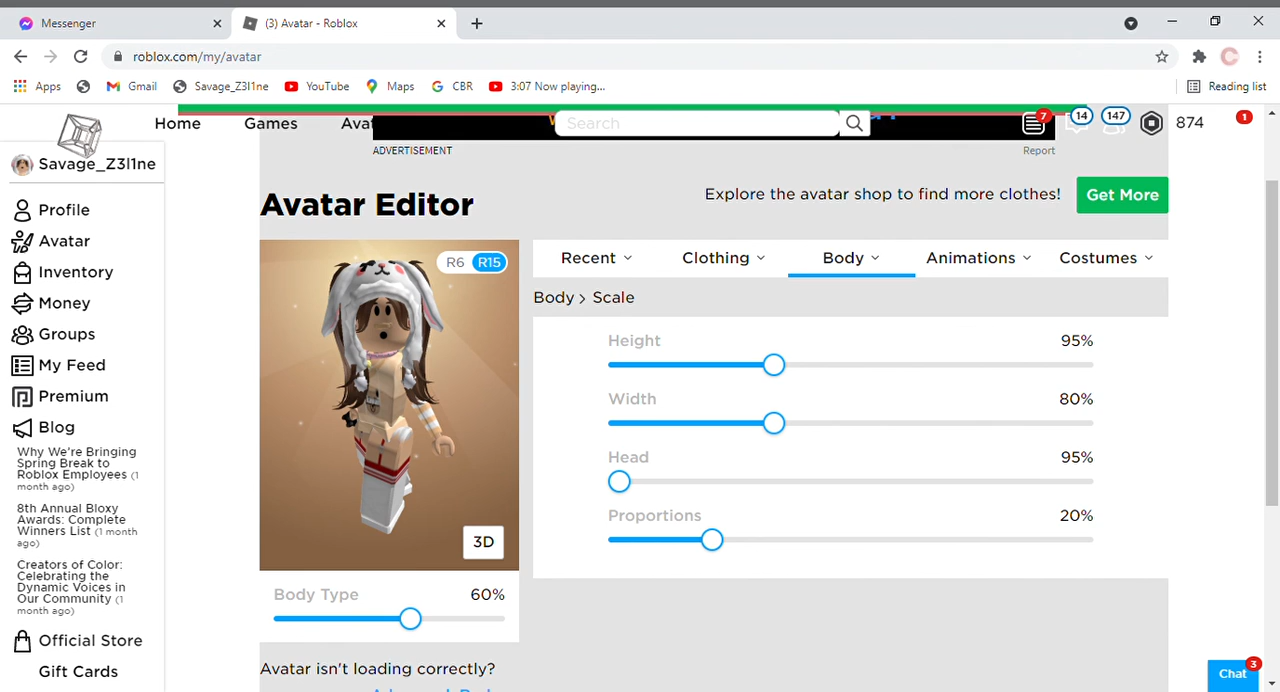 Messenger
(3) Avatar - Roblox
roblox.com/my/avatar
Apps
Gmail
Savage_Z3l1ne
YouTube
Maps
CBR
3:07 Now playing...
Reading list
Home
Games
Search
7
14
147
874
1
ADVERTISEMENT
Report
Savage_Z3l1ne
Profile
Avatar
Inventory
Money
Groups
My Feed
Premium
Blog
Why We're Bringing
Spring Break to
Roblox Employees (1
month ago)
8th Annual Bloxy
Awards: Complete
Winners List (1 month
ago)
Creators of Color:
Celebrating the
Dynamic Voices in
Our Community (1
month ago)
Official Store
Gift Cards
Avatar Editor
Explore the avatar shop to find more clothes!
Get More
R6 R15
3D
Body Type 60%
Avatar isn't loading correctly?
Recent
Clothing
Body
Animations
Costumes
Body > Scale
Height 95%
Width 80%
Head 95%
Proportions 20%
Chat
3